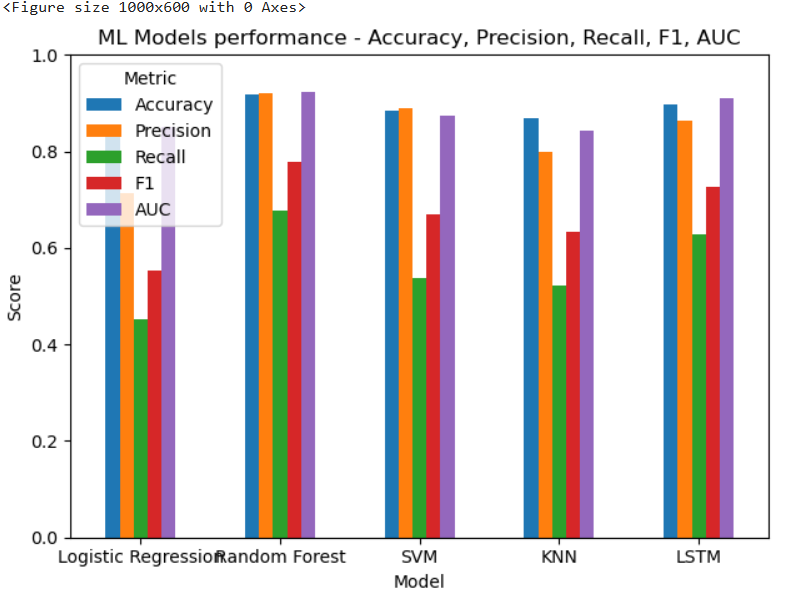 <Figure size 1000x600 with 0 Axes>
ML Models performance - Accuracy, Precision, Recall, F1, AUC
1.0
0.8
0.6
0.4
0.2
0.0
Score
Metric
Accuracy
Precision
Recall
F1
AUC
Logistic Regression
Random Forest
SVM
KNN
LSTM
Model